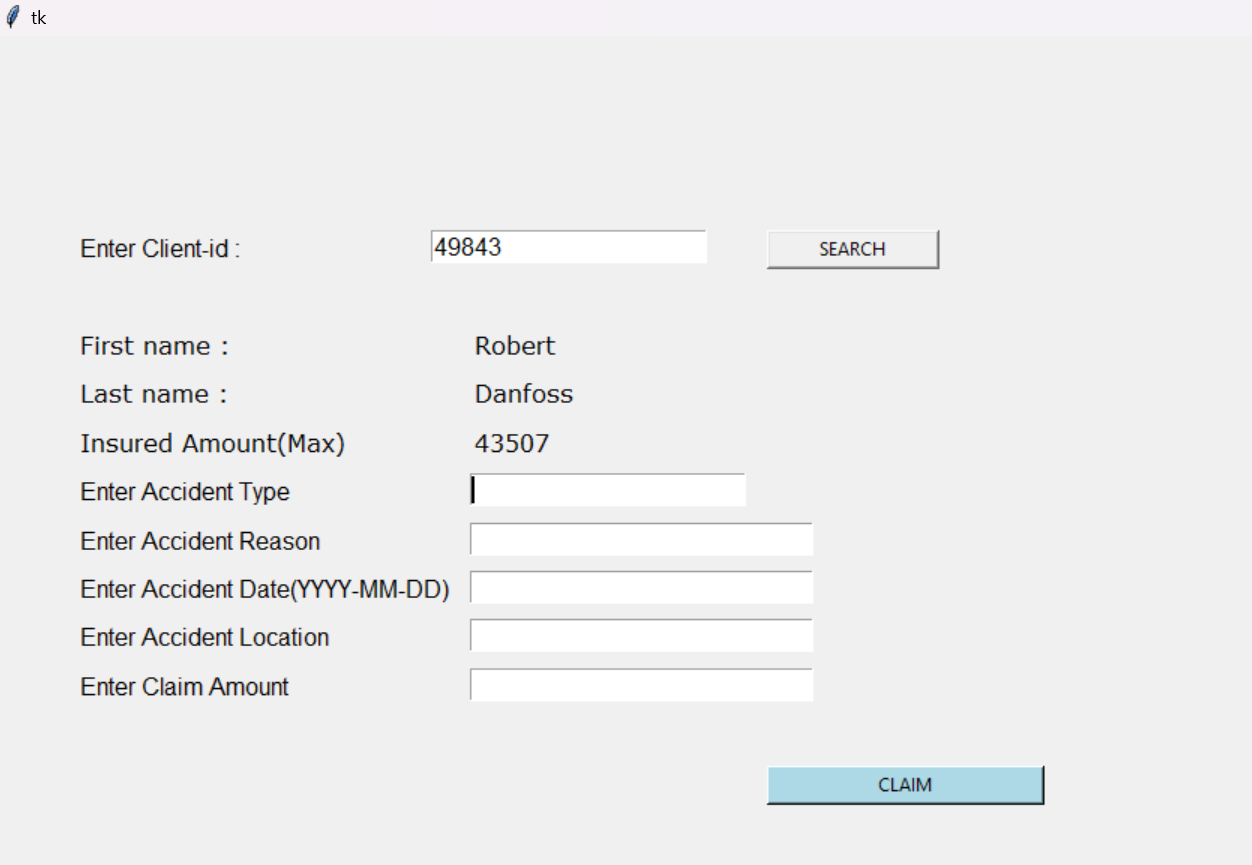 tk
Enter Client-id : 49843 SEARCH
First name : Robert
Last name : Danfoss
Insured Amount(Max) 43507
Enter Accident Type
Enter Accident Reason
Enter Accident Date(YYYY-MM-DD)
Enter Accident Location
Enter Claim Amount
CLAIM